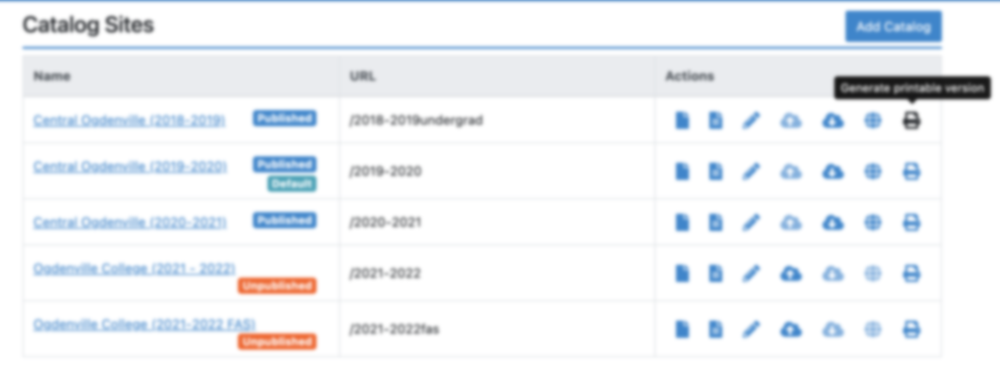 Catalog Sites
Add Catalog
Name URL Actions
Generate printable version
Central Ogdenville (2018-2019) Published /2018-2019undergrad
Central Ogdenville (2019-2020) Published /2019-2020
Default
Central Ogdenville (2020-2021) Published /2020-2021
Ogdenville College (2021 - 2022) /2021-2022
Unpublished
Ogdenville College (2021-2022 FAS) /2021-2022fas
Unpublished